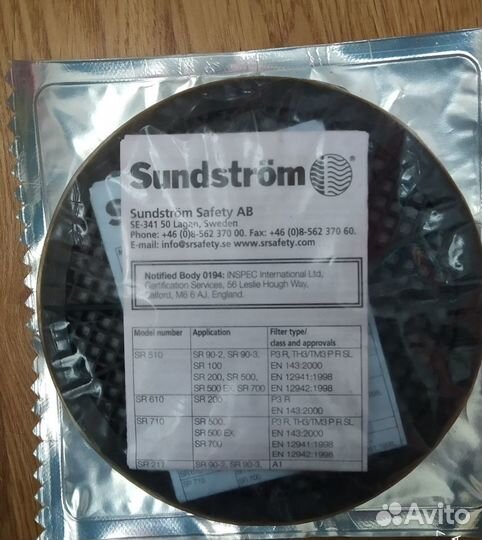 Sundström
Sundström Safety AB
SE-341 50 Lagan, Sweden
Phone: +46 (0)8-562 370 00. Fax: +46 (0)8-562 370 60.
E-mail: info@srsafety.se www.srsafety.com
Notified Body 0194: INSPEC International Ltd,
Certification Services, 56 Leslie Hough Way,
Salford, M6 6 AJ, England.
Model number Application Filter type/
class and approvals
SR 510 SR 90-2, SR 90-3, P3 R, TH3/TM3 P R SL
SR 100 EN 143:2000
SR 200, SR 500, EN 12941:1998
SR 500 EX, SR 700 EN 12942:1998
SR 610 SR 200 P3 R
EN 143:2000
SR 710 SR 500, P3 R, TH3/TM3 P R SL
SR 500 EX, EN 143:2000
SR 700 EN 12941:1998
EN 12942:1998
SR 217 SR 90-2, SR 90-3, A1
SR 710
Avito